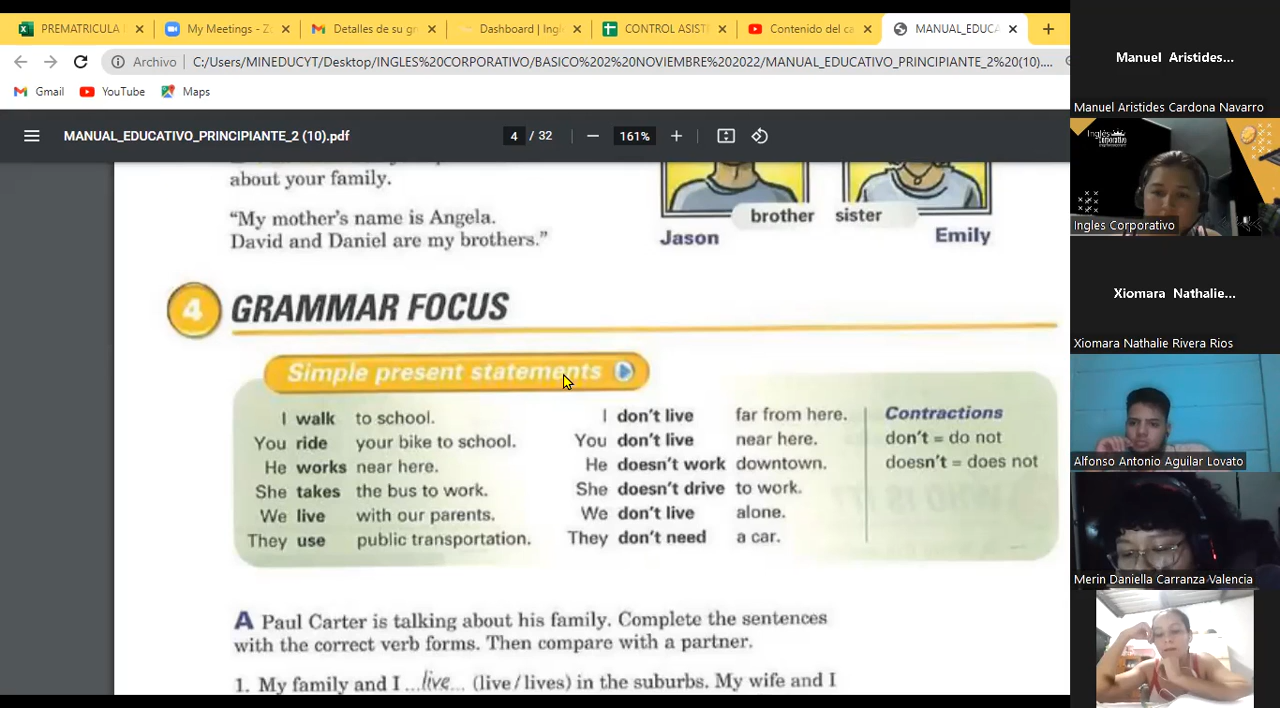 PREMATRICULA
My Meetings - Zo
Detalles de su gr
Dashboard | Ingl
CONTROL ASIST
Contenido del ca
MANUAL_EDUCA
Archivo
C:/Users/MINEDUCYT/Desktop/INGLES%20CORPORATIVO/BASICO%202%20NOVIEMBRE%202022/MANUAL_EDUCATIVO_PRINCIPIANTE_2%20(10)....
Gmail
YouTube
Maps
MANUAL_EDUCATIVO_PRINCIPIANTE_2 (10).pdf
4 / 32
161%
about your family.
"My mother's name is Angela.
David and Daniel are my brothers."
brother sister
Jason
Emily
4 GRAMMAR FOCUS
Simple present statements
I walk to school.
You ride your bike to school.
He works near here.
She takes the bus to work.
We live with our parents.
They use public transportation.
I don't live far from here.
You don't live near here.
He doesn't work downtown.
She doesn't drive to work.
We don't live alone.
They don't need a car.
Contractions
don't = do not
doesn't = does not
A Paul Carter is talking about his family. Complete the sentences
with the correct verb forms. Then compare with a partner.
1. My family and I ...live... (live / lives) in the suburbs. My wife and I
Manuel Aristides...
Manuel Aristides Cardona Navarro
Inglés
Corporativo
Ingles Corporativo
Xiomara Nathalie...
Xiomara Nathalie Rivera Rios
Alfonso Antonio Aguilar Lovato
Merin Daniella Carranza Valencia